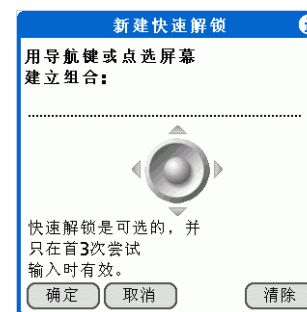 新建快速解锁
用导航键或点选屏幕
建立组合:
快速解锁是可选的，并
只在首3次尝试
输入时有效。
确定 取消 清除